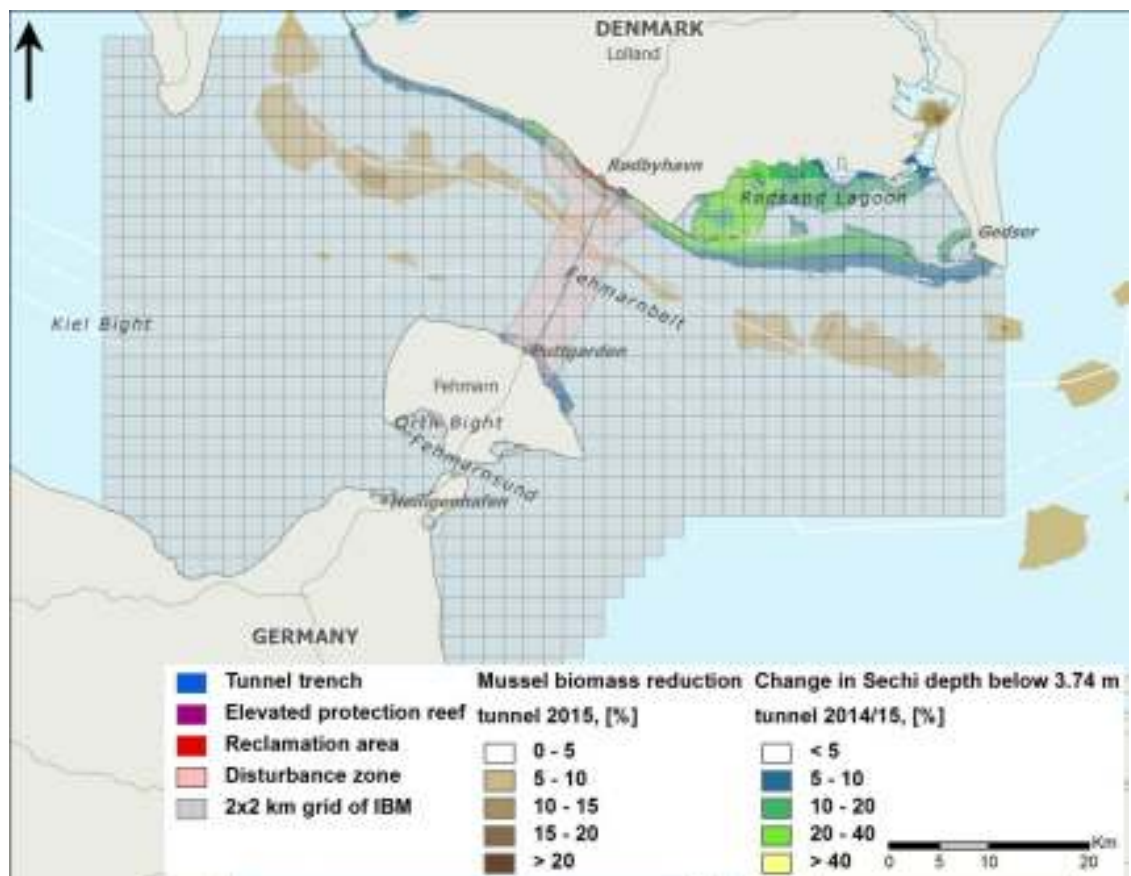 DENMARK
Lolland
Rødbyhavn
Rødsand Lagoon
Gedser
Fehmarnbelt
Kiel Bight
Puttgarden
Fehmarn
Orth Bight
Fehmarnsund
Heiligenhafen
GERMANY
Tunnel trench
Elevated protection reef
Reclamation area
Disturbance zone
2x2 km grid of IBM
Mussel biomass reduction
tunnel 2015, [%]
0 - 5
5 - 10
10 - 15
15 - 20
> 20
Change in Sechi depth below 3.74 m
tunnel 2014/15, [%]
< 5
5 - 10
10 - 20
20 - 40
> 40
Km
0 5 10 20